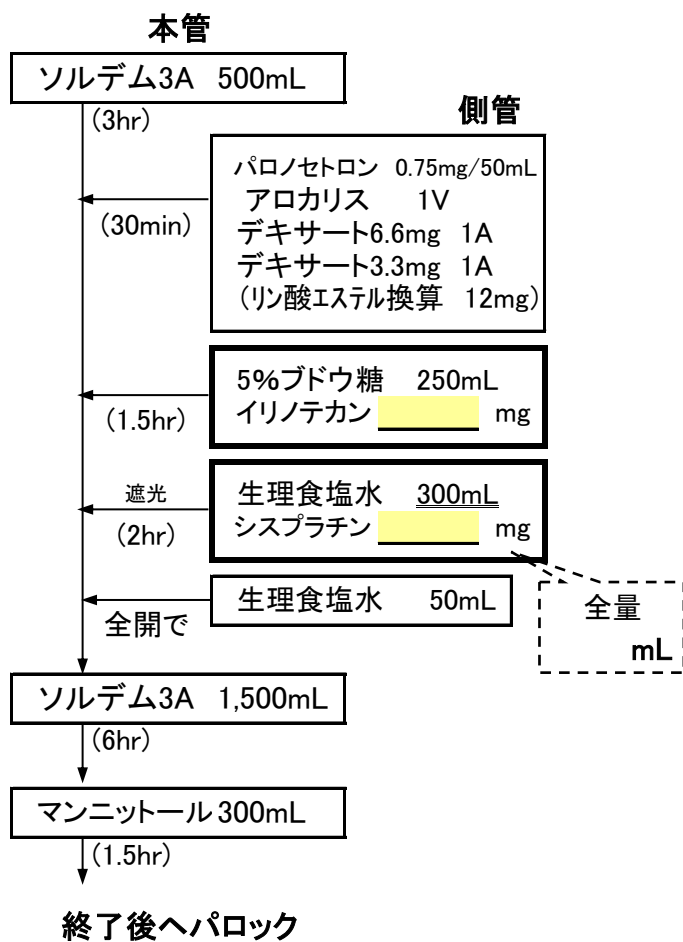 本管
ソルデム3A 500mL
(3hr)
側管
パロノセトロン 0.75mg/50mL
アロカリス 1V
デキサート6.6mg 1A
デキサート3.3mg 1A
(リン酸エステル換算 12mg)
(30min)
5%ブドウ糖 250mL
イリノテカン mg
(1.5hr)
生理食塩水 300mL
シスプラチン mg
遮光
(2hr)
全量
mL
生理食塩水 50mL
全開で
ソルデム3A 1,500mL
(6hr)
マンニットール300mL
(1.5hr)
終了後ヘパロック